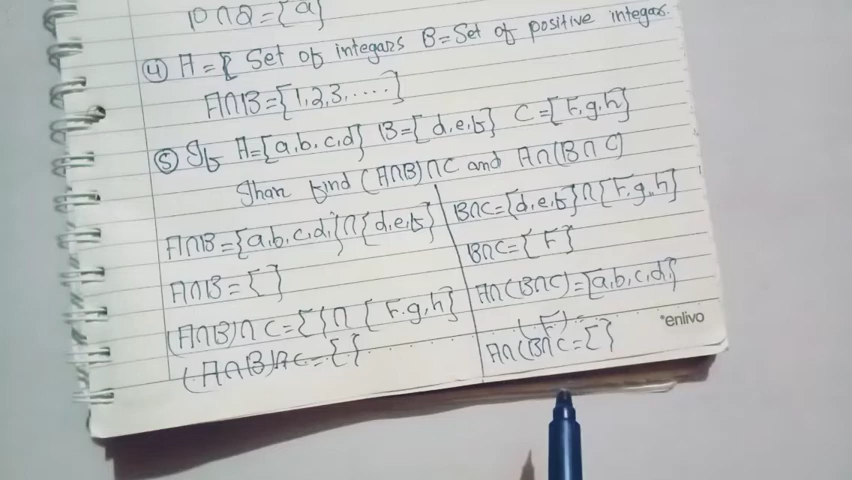 P∩Q={a}
④ A={ Set of integars B=Set of positive integars.
A∩B={1,2,3,....}
⑤ If A={a,b,c,d} B={d,e,f} C={F,g,h}
than find (A∩B)∩C and A∩(B∩C)
A∩B={a,b,c,d,}∩{d,e,f}
A∩B={}
(A∩B)∩C={}∩{F,g,h}
(A∩B)∩C={}
B∩C={d,e,f}∩{F,g,h}
B∩C={F}
A∩(B∩C)={a,b,c,d,}
(F)=
A∩(B∩C={}
enlivo